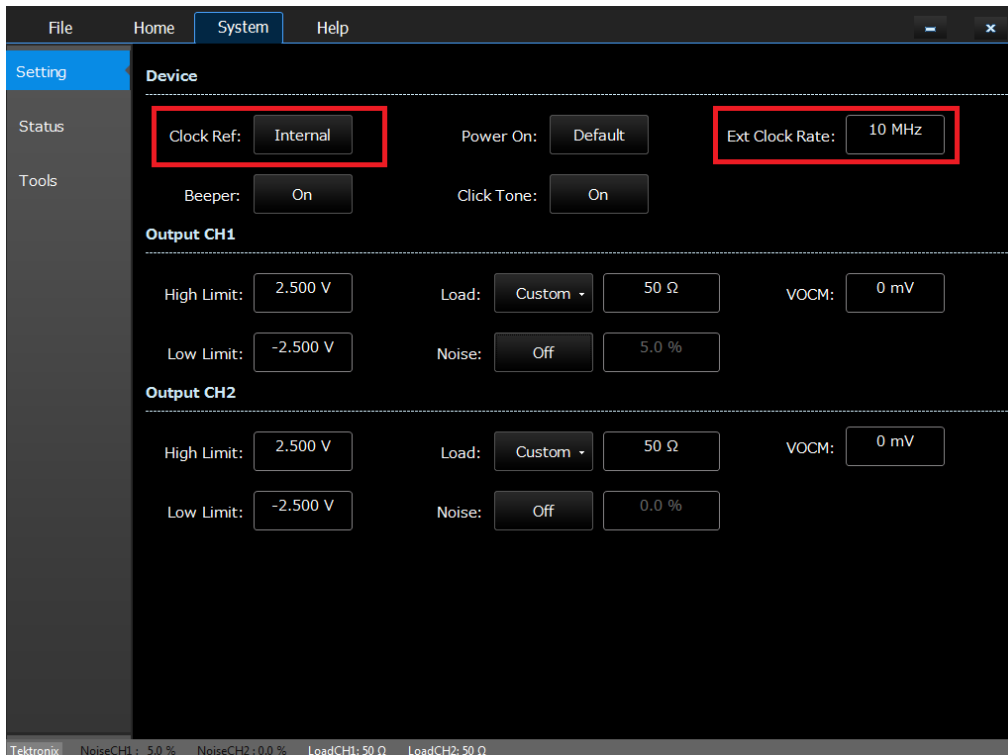 File Home System Help
Setting
Status
Tools
Device
Clock Ref: Internal Power On: Default Ext Clock Rate: 10 MHz
Beeper: On Click Tone: On
Output CH1
High Limit: 2.500 V Load: Custom 50 Ω VOCM: 0 mV
Low Limit: -2.500 V Noise: Off 5.0 %
Output CH2
High Limit: 2.500 V Load: Custom 50 Ω VOCM: 0 mV
Low Limit: -2.500 V Noise: Off 0.0 %
Tektronix NoiseCH1 : 5.0 % NoiseCH2 : 0.0 % LoadCH1: 50 Ω LoadCH2: 50 Ω